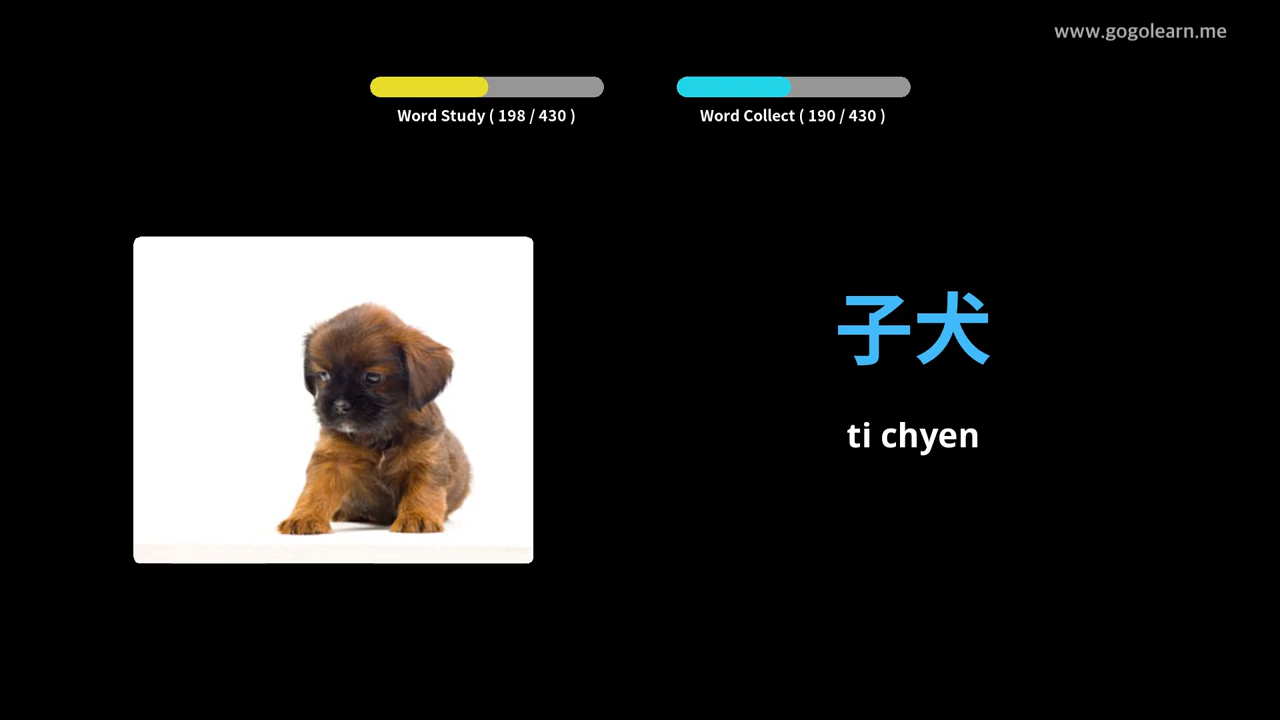 www.gogolearn.me
Word Study ( 198 / 430 )
Word Collect ( 190 / 430 )
子犬
ti chyen